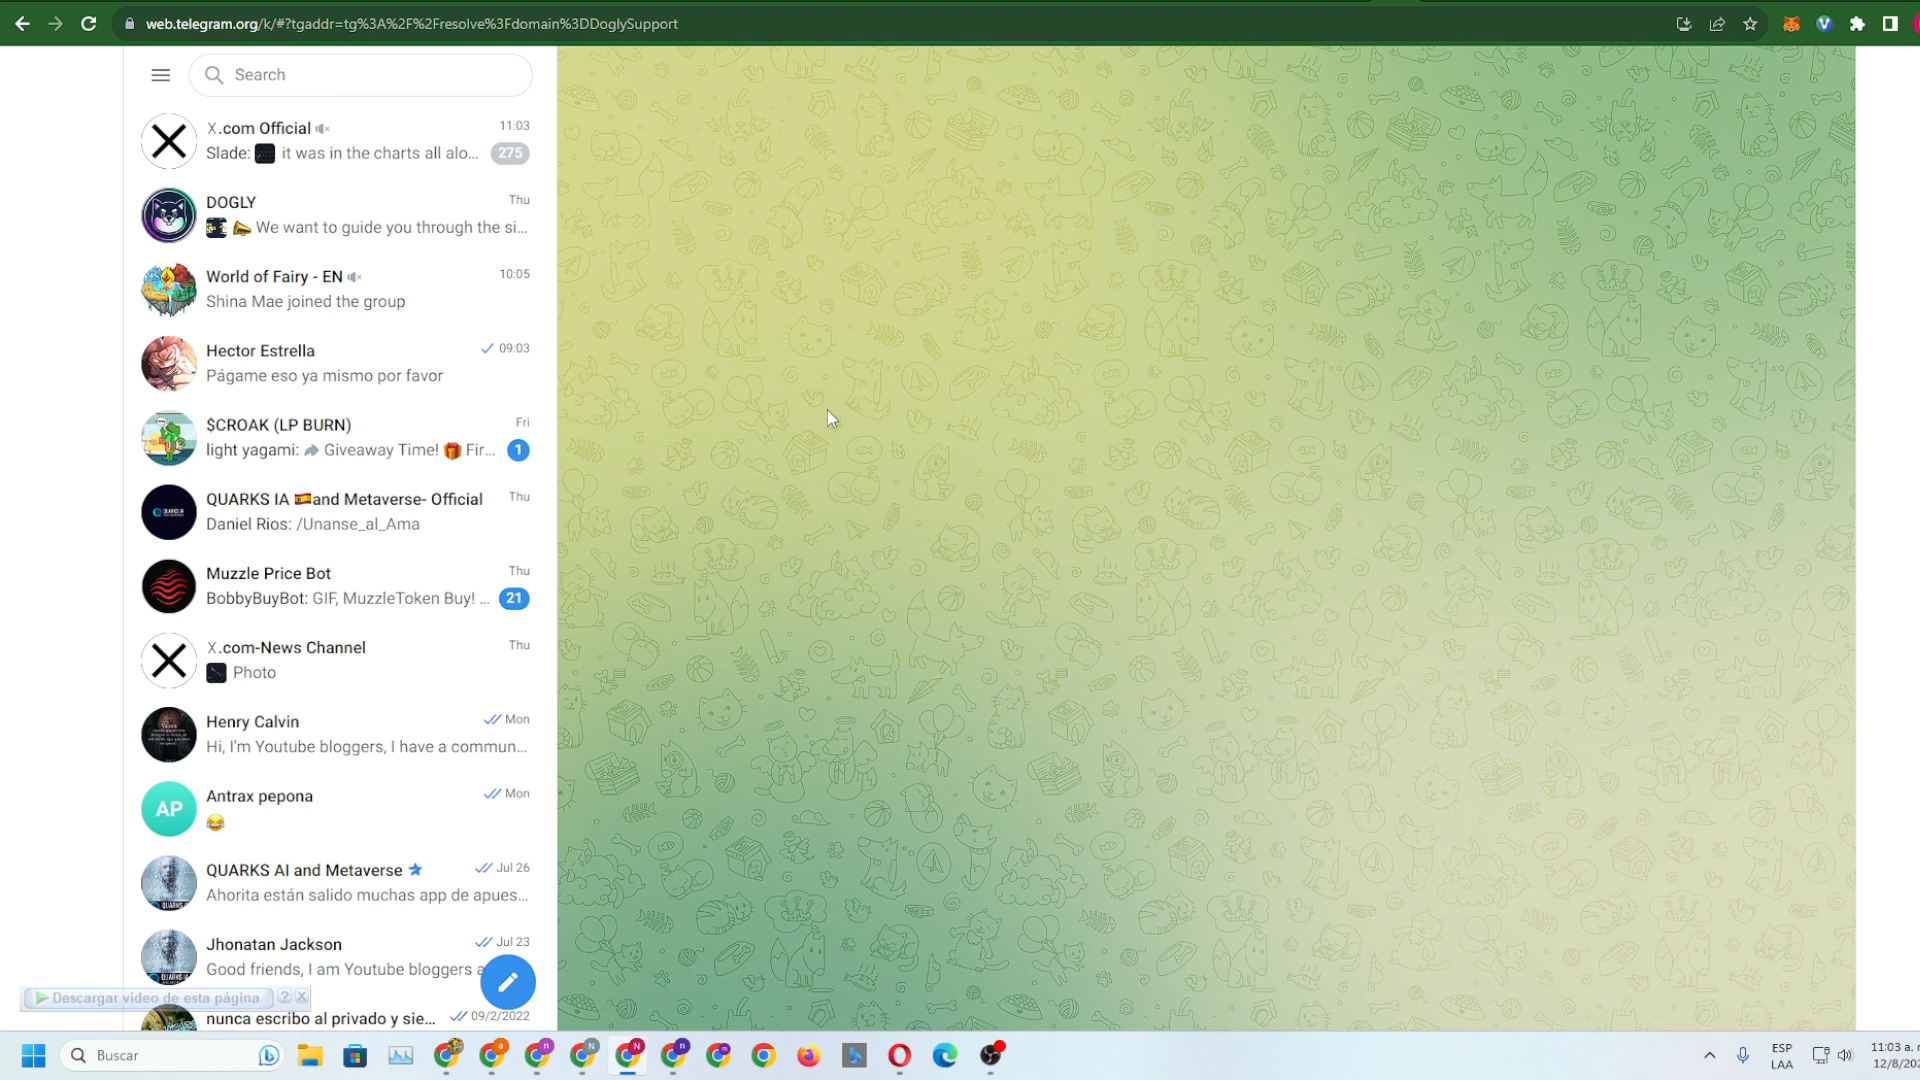 web.telegram.org/k/#?tgaddr=tg%3A%2F%2Fresolve%3Fdomain%3DDoglySupport
Search
X.com Official 11:03
Slade: it was in the charts all alo... 275
DOGLY Thu
We want to guide you through the si...
World of Fairy - EN 10:05
Shina Mae joined the group
Hector Estrella 09:03
Págame eso ya mismo por favor
$CROAK (LP BURN) Fri
light yagami: Giveaway Time! Fir... 1
QUARKS IA and Metaverse- Official Thu
Daniel Rios: /Unanse_al_Ama
Muzzle Price Bot Thu
BobbyBuyBot: GIF, MuzzleToken Buy! ... 21
X.com-News Channel Thu
Photo
Henry Calvin Mon
Hi, I'm Youtube bloggers, I have a commun...
AP Antrax pepona Mon
😂
QUARKS AI and Metaverse Jul 26
Ahorita están salido muchas app de apues...
Jhonatan Jackson Jul 23
Good friends, I am Youtube bloggers
Descargar video de esta página ? X
nunca escribo al privado y sie... 09/2/2022
Buscar
ESP
LAA
11:03 a.
12/8/202